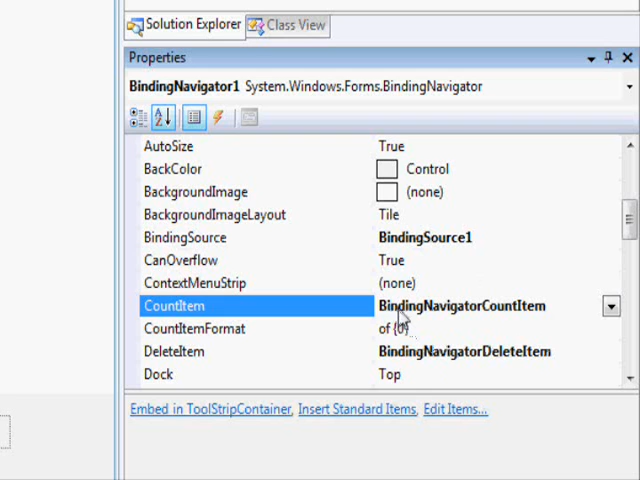 Solution Explorer Class View
Properties
BindingNavigator1 System.Windows.Forms.BindingNavigator
AutoSize True
BackColor Control
BackgroundImage (none)
BackgroundImageLayout Tile
BindingSource BindingSource1
CanOverflow True
ContextMenuStrip (none)
CountItem BindingNavigatorCountItem
CountItemFormat of {0}
DeleteItem BindingNavigatorDeleteItem
Dock Top
Embed in ToolStripContainer, Insert Standard Items, Edit Items...